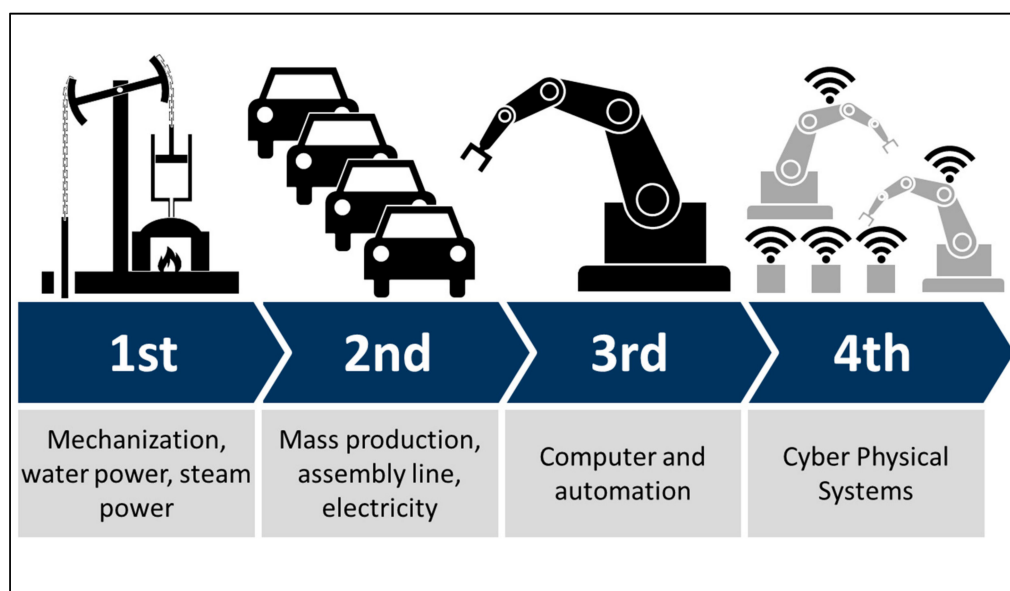 1st
2nd
3rd
4th
Mechanization,
water power, steam
power
Mass production,
assembly line,
electricity
Computer and
automation
Cyber Physical
Systems